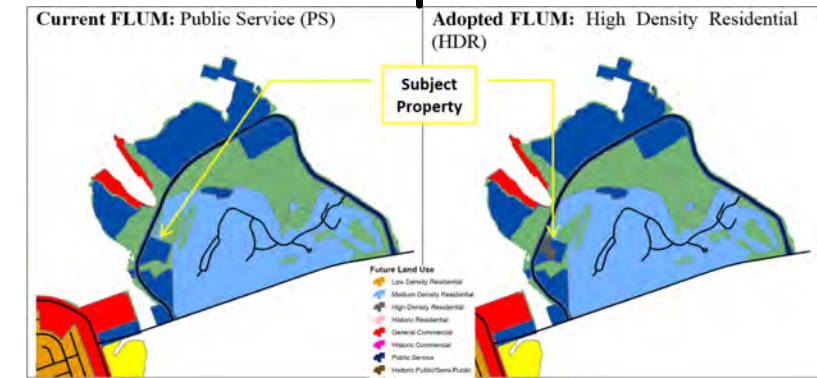 Current FLUM: Public Service (PS)
Adopted FLUM: High Density Residential
(HDR)
Subject
Property
Future Land Use
Low Density Residential
Medium Density Residential
High Density Residential
Historic Residential
General Commercial
Historic Commercial
Public Service
Historic Public/Semi-Public